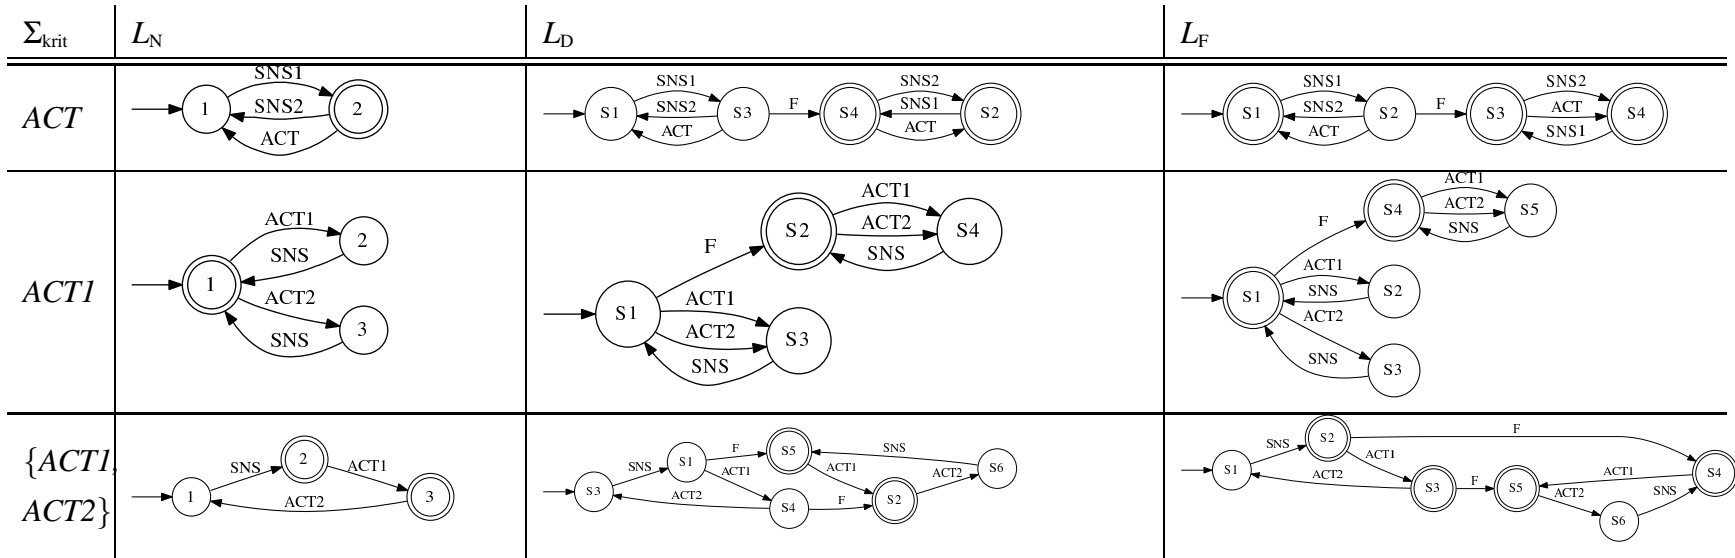 Σkrit LN LD LF
ACT
SNS1
1 SNS2 2
ACT
SNS1 SNS2
S1 SNS2 S3 F S4 SNS1 S2
ACT ACT
SNS1 SNS2
S1 SNS2 S2 F S3 ACT S4
ACT SNS1
ACT1
ACT1
2
SNS
1
ACT2
3
SNS
ACT1
S2 ACT2 S4
SNS
F
S1 ACT1
ACT2 S3
SNS
ACT1
S4 ACT2 S5
SNS
F
S1 ACT1
SNS S2
ACT2
SNS S3
{ACT1,
ACT2}
2
SNS ACT1
1 3
ACT2
F S5 SNS
S1
SNS ACT1 ACT1 ACT2 S6
S3 ACT2
S4 F S2
S2 F
SNS
S1 ACT1 ACT1 S4
ACT2 S3 F S5 ACT2 SNS
S6